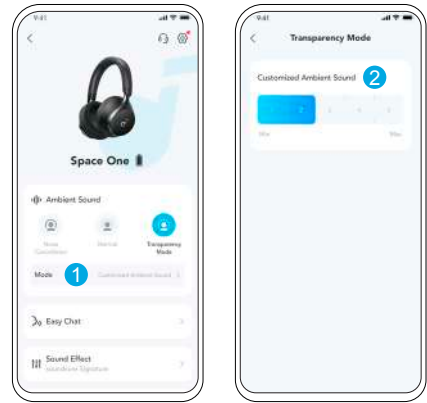 9:41
Space One
Ambient Sound
Noise
Cancellation
Normal
Transparency
Mode
Mode 1 Customized Ambient Sound >
Easy Chat >
Sound Effect
soundcore Signature >
9:41
Transparency Mode
Customized Ambient Sound 2
1 2 3 4 5
Min Max